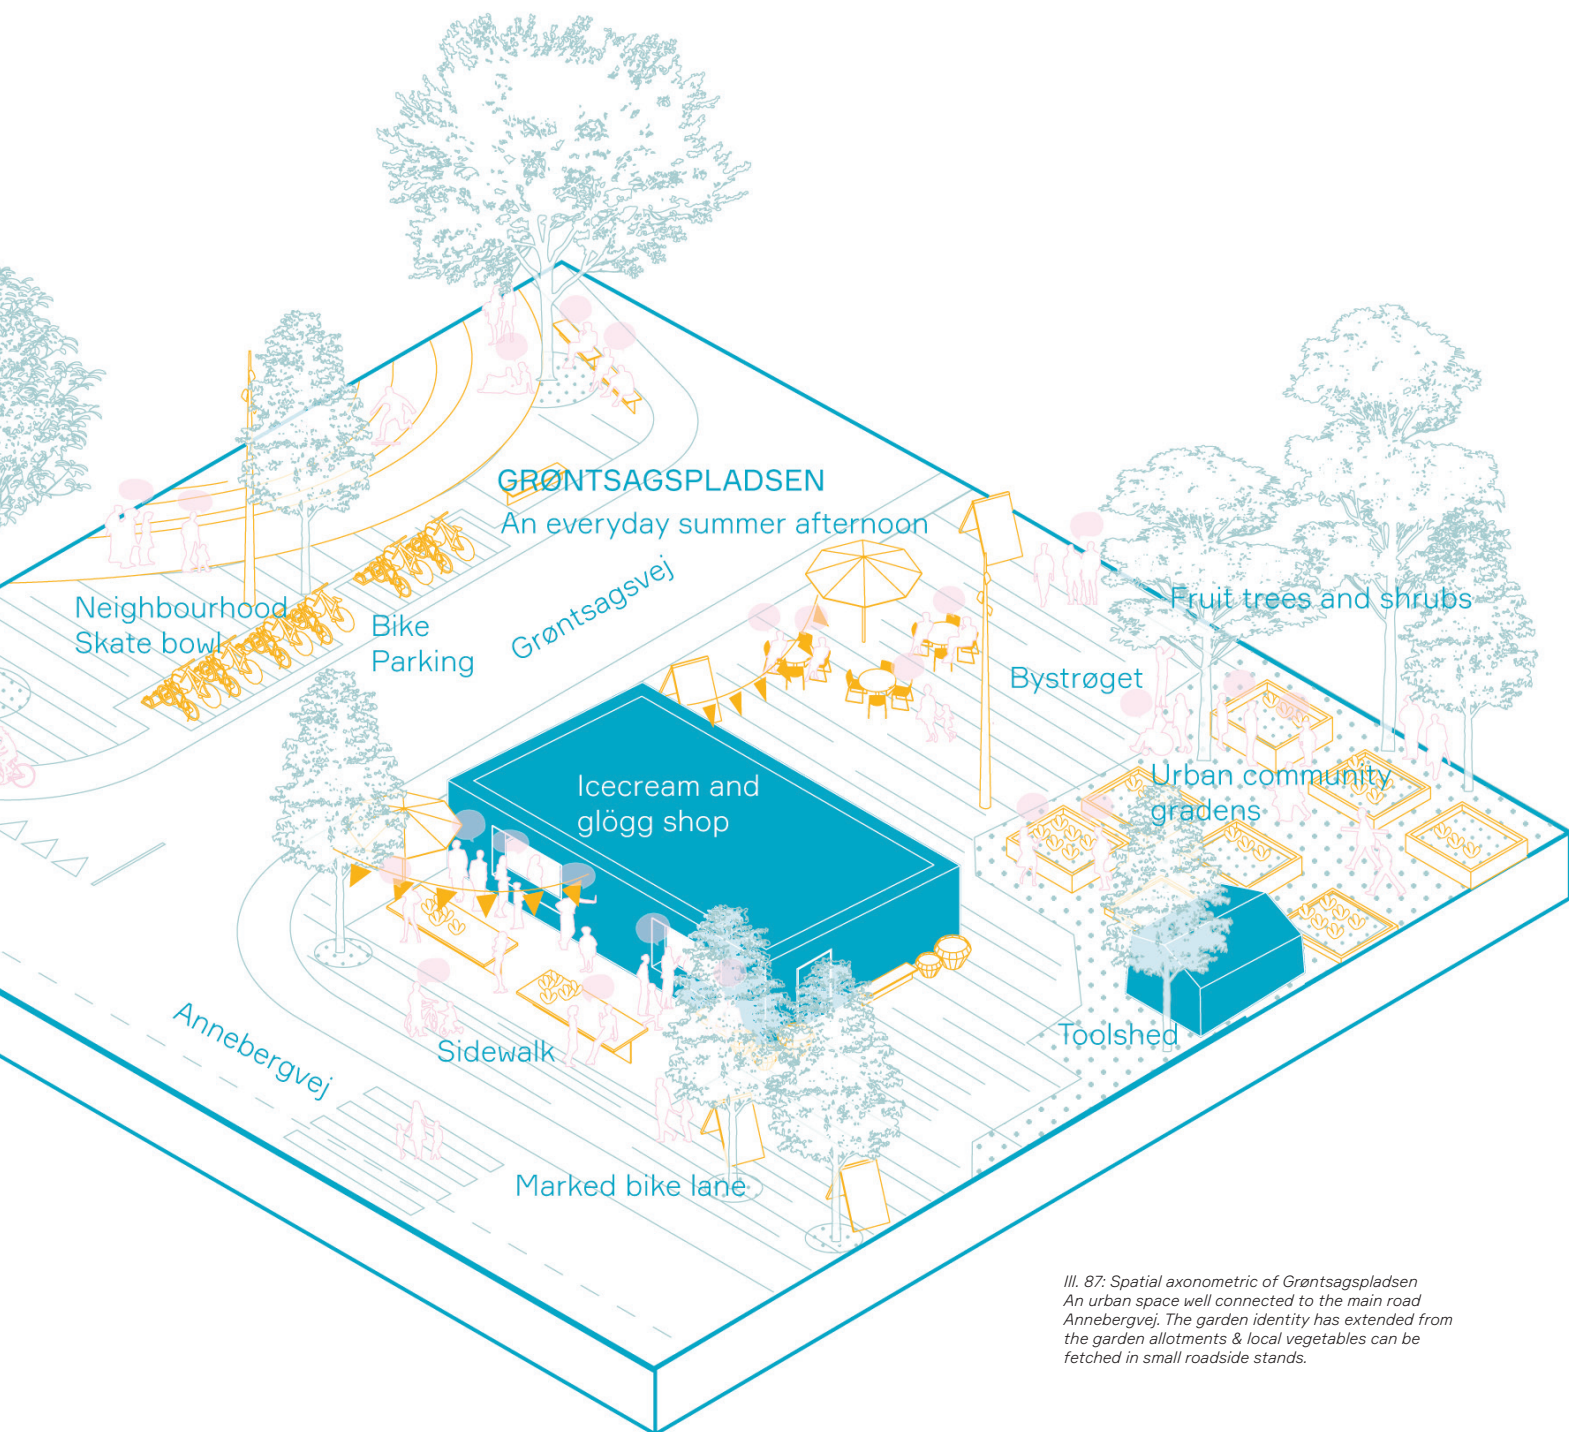 GRØNTSAGSPLADSEN
An everyday summer afternoon
Grøntsagsvej
Neighbourhood
Skate bowl
Bike
Parking
Fruit trees and shrubs
Bystrøget
Urban community
gradens
Icecream and
glögg shop
Toolshed
Annebergvej
Sidewalk
Marked bike lane
Ill. 87: Spatial axonometric of Grøntsagspladsen
An urban space well connected to the main road
Annebergvej. The garden identity has extended from
the garden allotments & local vegetables can be
fetched in small roadside stands.